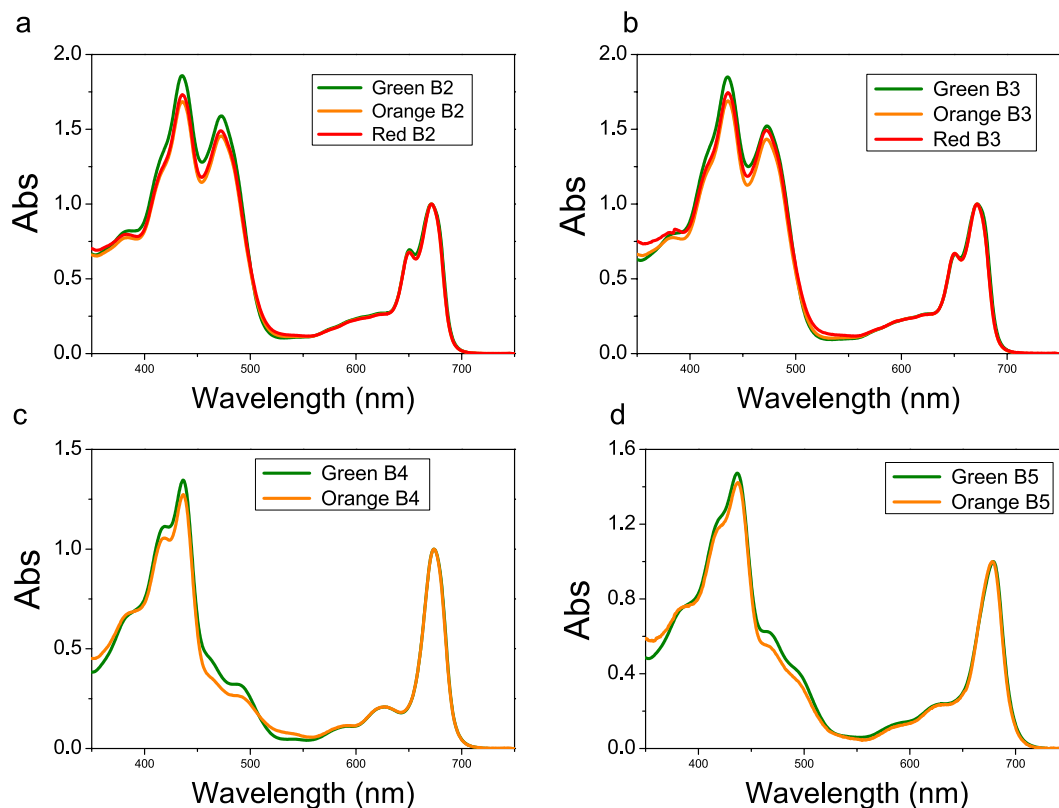 a
2.0
1.5
1.0
0.5
0.0
Abs
Green B2
Orange B2
Red B2
400 500 600 700
Wavelength (nm)
b
2.0
1.5
1.0
0.5
0.0
Abs
Green B3
Orange B3
Red B3
400 500 600 700
Wavelength (nm)
c
1.5
1.0
0.5
0.0
Abs
Green B4
Orange B4
400 500 600 700
Wavelength (nm)
d
1.6
1.2
0.8
0.4
0.0
Abs
Green B5
Orange B5
400 500 600 700
Wavelength (nm)